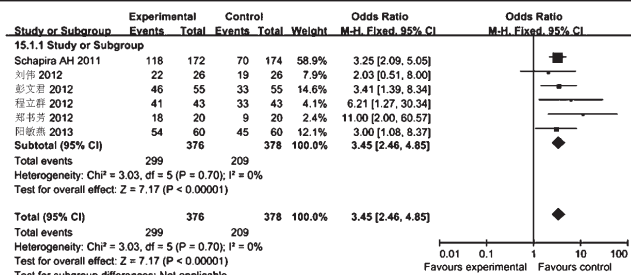 Experimental Control Odds Ratio Odds Ratio
Study or Subgroup Events Total Events Total Weight M-H. Fixed. 95% CI M-H. Fixed. 95% CI
15.1.1 Study or Subgroup
Schapira AH 2011 118 172 70 174 58.9% 3.25 [2.09, 5.05]
刘伟 2012 22 26 19 26 7.9% 2.03 [0.51, 8.00]
彭文君 2012 46 55 33 55 14.6% 3.41 [1.39, 8.34]
程立群 2012 41 43 33 43 4.4% 6.21 [1.27, 30.34]
郑书芳 2012 18 20 9 20 2.5% 11.00 [2.00, 60.57]
阳敏燕 2013 54 60 45 60 12.1% 3.00 [1.08, 8.37]
Subtotal (95% CI) 376 378 100.0% 3.45 [2.46, 4.85]
Total events 299 209
Heterogeneity: Chi² = 3.03, df = 5 (P = 0.70); I² = 0%
Test for overall effect: Z = 7.17 (P < 0.00001)
Total (95% CI) 376 378 100.0% 3.45 [2.46, 4.85]
Total events 299 209
Heterogeneity: Chi² = 3.03, df = 5 (P = 0.70); I² = 0%
Test for overall effect: Z = 7.17 (P < 0.00001)
Test for subgroup differences: Not applicable
0.01 0.1 1 10 100
Favours experimental Favours control